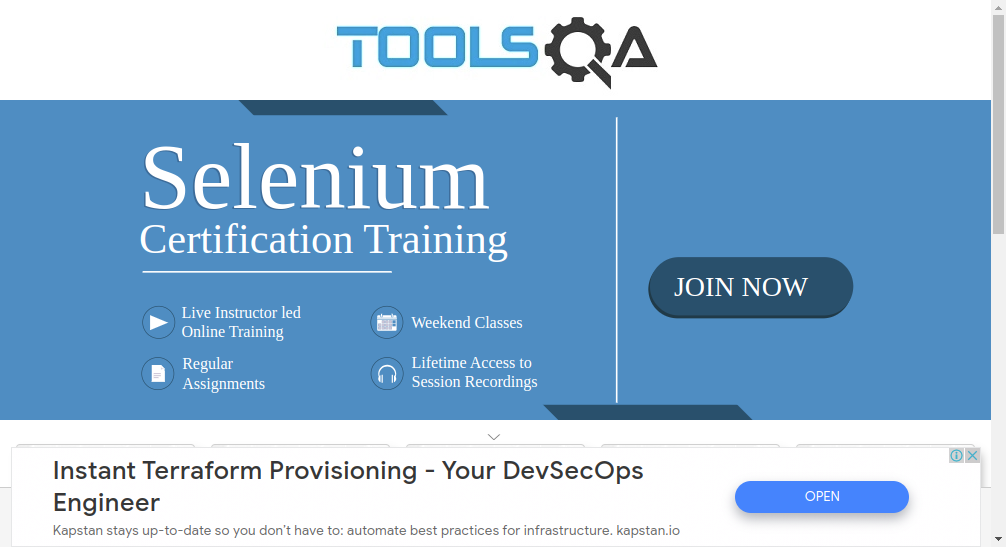 TOOLSQA
Selenium
Certification Training
Live Instructor led
Online Training
Weekend Classes
Regular
Assignments
Lifetime Access to
Session Recordings
JOIN NOW
Instant Terraform Provisioning - Your DevSecOps
Engineer
Kapstan stays up-to-date so you don't have to: automate best practices for infrastructure. kapstan.io
OPEN